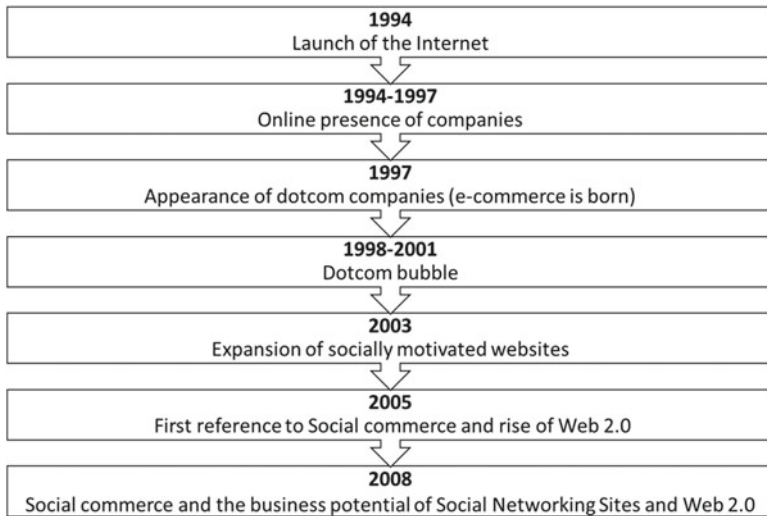 1994
Launch of the Internet
1994-1997
Online presence of companies
1997
Appearance of dotcom companies (e-commerce is born)
1998-2001
Dotcom bubble
2003
Expansion of socially motivated websites
2005
First reference to Social commerce and rise of Web 2.0
2008
Social commerce and the business potential of Social Networking Sites and Web 2.0